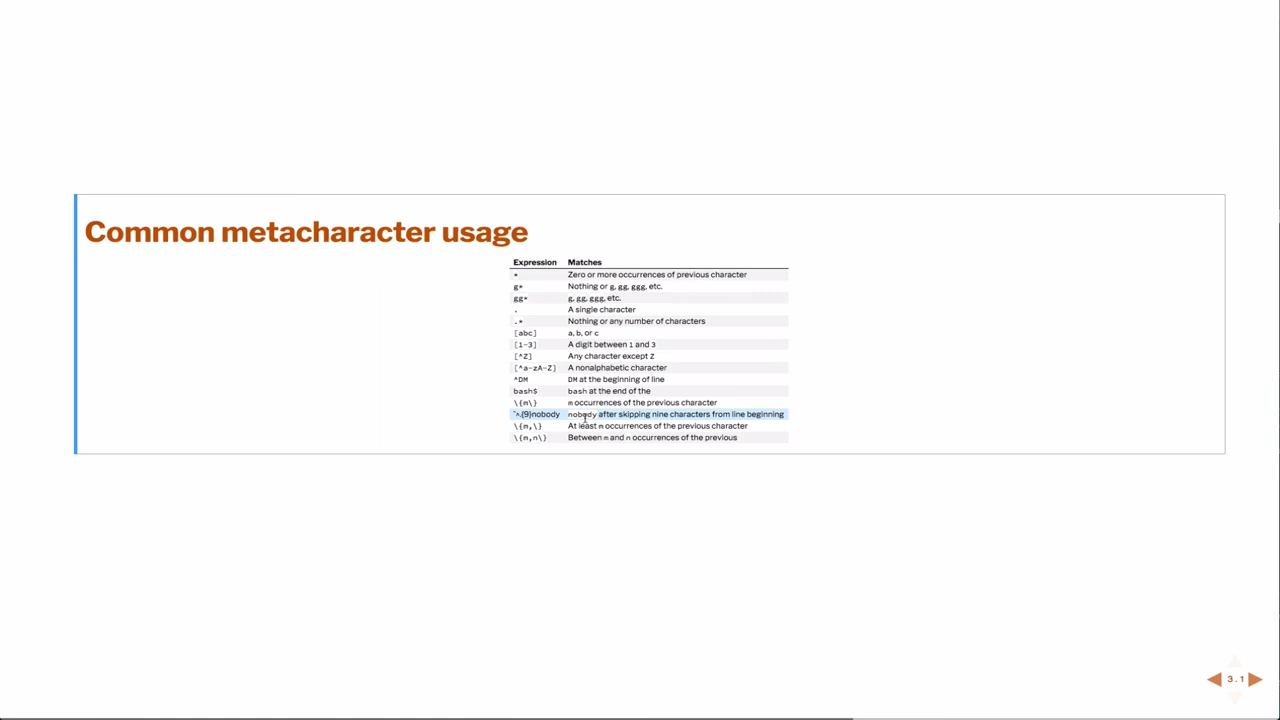 Common metacharacter usage
Expression Matches
* Zero or more occurrences of previous character
g* Nothing or g, gg, ggg, etc.
gg* g, gg, ggg, etc.
. A single character
.* Nothing or any number of characters
[abc] a, b, or c
[1-3] A digit between 1 and 3
[^Z] Any character except Z
[^a-zA-Z] A nonalphabetic character
^DM DM at the beginning of line
bash$ bash at the end of the
\{m\} m occurrences of the previous character
`^.{9}nobody nobody after skipping nine characters from line beginning
\{m,\} At least m occurrences of the previous character
\{m,n\} Between m and n occurrences of the previous
3.1